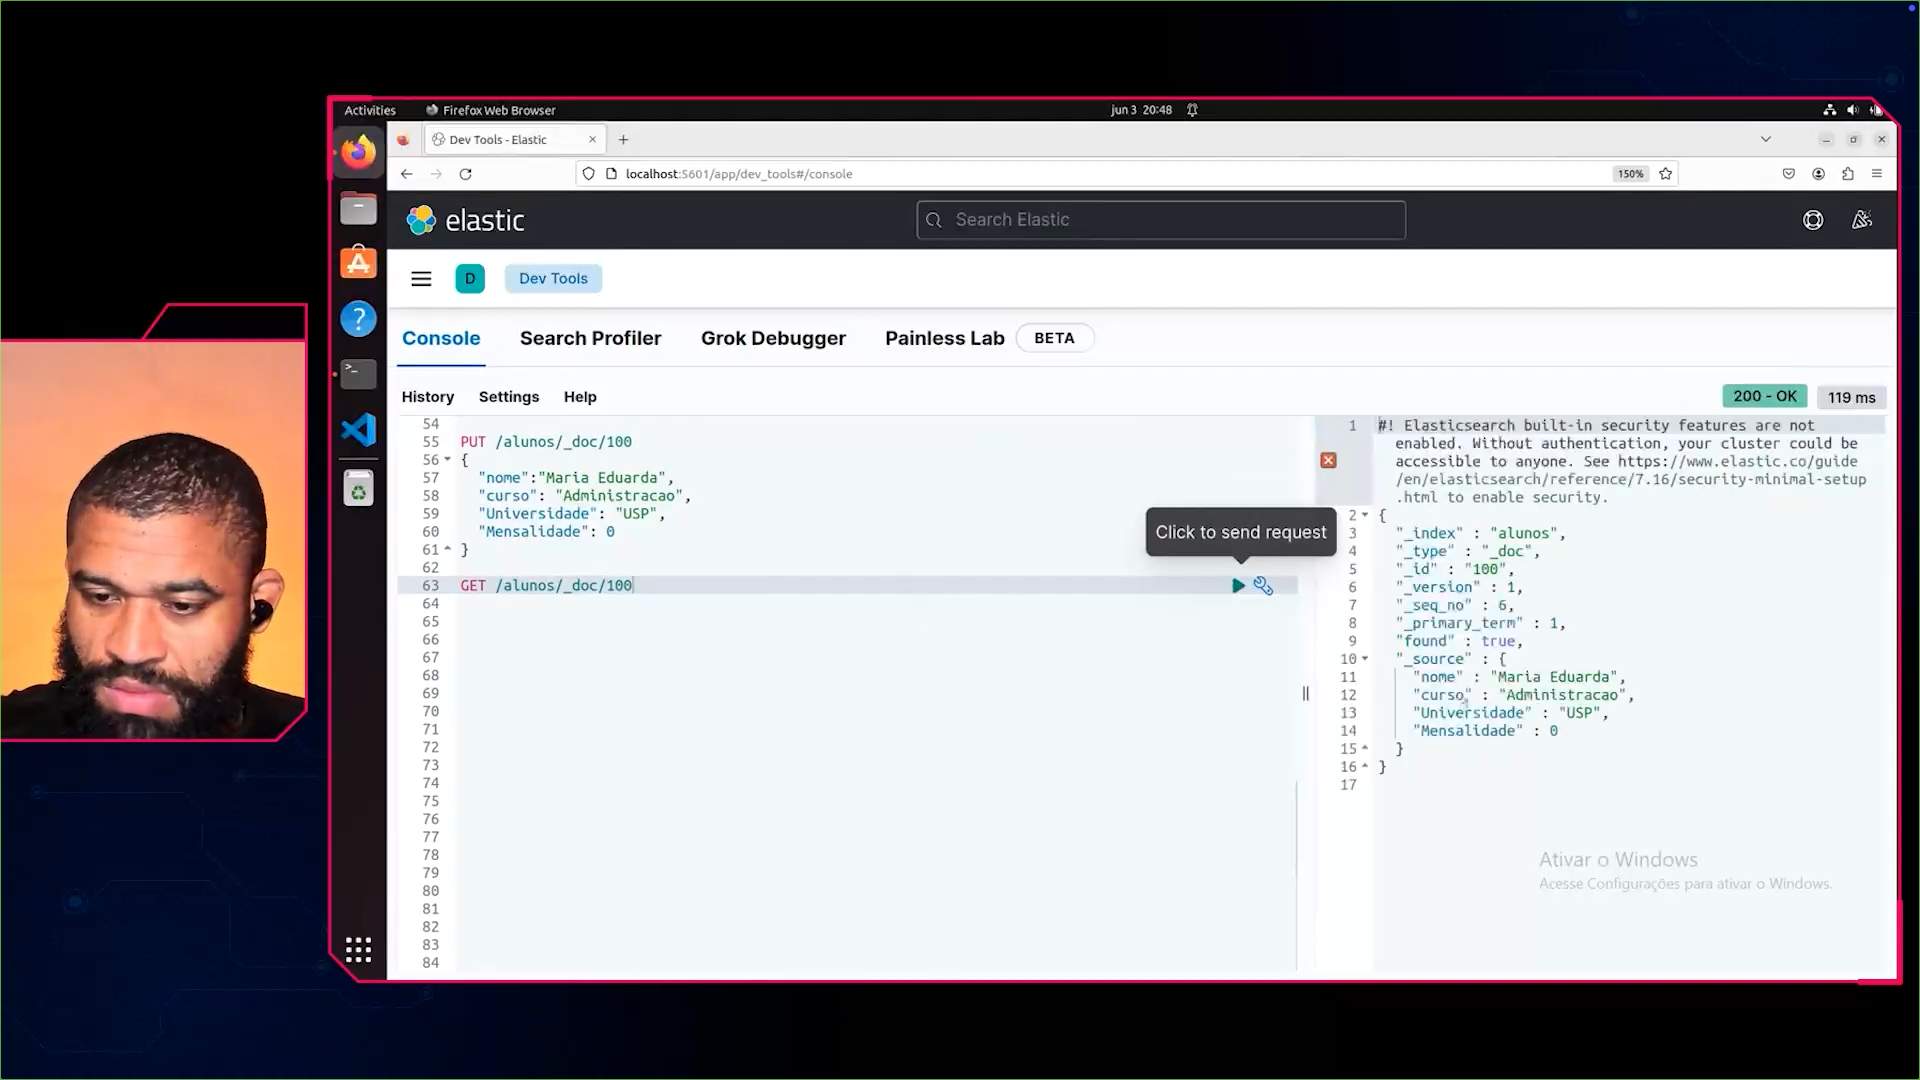 Activities
Firefox Web Browser
jun 3 20:48
Dev Tools - Elastic
localhost:5601/app/dev_tools#/console
150%
elastic
Search Elastic
D
Dev Tools
Console
Search Profiler
Grok Debugger
Painless Lab
BETA
History
Settings
Help
200 - OK
119 ms
54
55 PUT /alunos/_doc/100
56 {
57 "nome":"Maria Eduarda",
58 "curso": "Administracao",
59 "Universidade": "USP",
60 "Mensalidade": 0
61 }
62
63 GET /alunos/_doc/100
64
65
66
67
68
69
70
71
72
73
74
75
76
77
78
79
80
81
82
83
84
Click to send request
1 #! Elasticsearch built-in security features are not
enabled. Without authentication, your cluster could be
accessible to anyone. See https://www.elastic.co/guide
/en/elasticsearch/reference/7.16/security-minimal-setup
.html to enable security.
2 {
3 "_index" : "alunos",
4 "_type" : "_doc",
5 "_id" : "100",
6 "_version" : 1,
7 "_seq_no" : 6,
8 "_primary_term" : 1,
9 "found" : true,
10 "_source" : {
11 "nome" : "Maria Eduarda",
12 "curso" : "Administracao",
13 "Universidade" : "USP",
14 "Mensalidade" : 0
15 }
16 }
17
Ativar o Windows
Acesse Configurações para ativar o Windows.